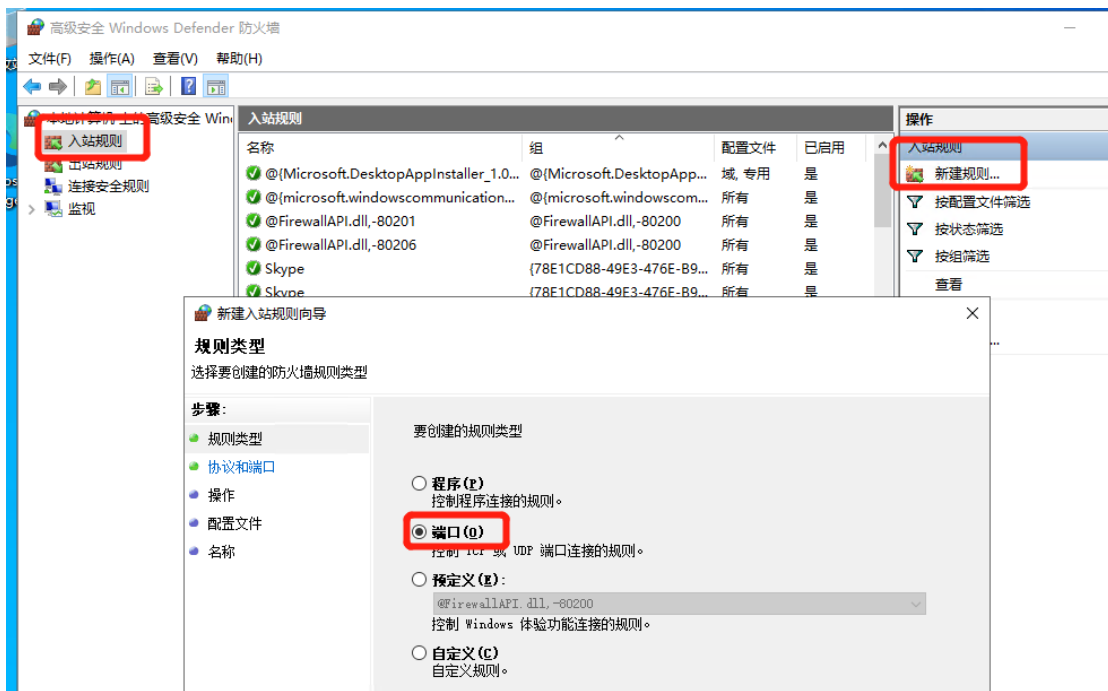 高级安全 Windows Defender 防火墙
文件(F) 操作(A) 查看(V) 帮助(H)
本地计算机 上的高级安全 Win
入站规则
出站规则
连接安全规则
监视
入站规则
名称 组 配置文件 已启用
@{Microsoft.DesktopAppInstaller_1.0... @{Microsoft.DesktopApp... 域, 专用 是
@{microsoft.windowscommunication... @{microsoft.windowscom... 所有 是
@FirewallAPI.dll,-80201 @FirewallAPI.dll,-80200 所有 是
@FirewallAPI.dll,-80206 @FirewallAPI.dll,-80200 所有 是
Skype {78E1CD88-49E3-476E-B9... 所有 是
Skype {78E1CD88-49E3-476E-B9... 所有 是
操作
入站规则
新建规则...
按配置文件筛选
按状态筛选
按组筛选
查看
新建入站规则向导
规则类型
选择要创建的防火墙规则类型
步骤:
规则类型
协议和端口
操作
配置文件
名称
要创建的规则类型
程序(P)
控制程序连接的规则。
端口(O)
控制 TCP 或 UDP 端口连接的规则。
预定义(E):
@FirewallAPI.dll,-80200
控制 Windows 体验功能连接的规则。
自定义(C)
自定义规则。